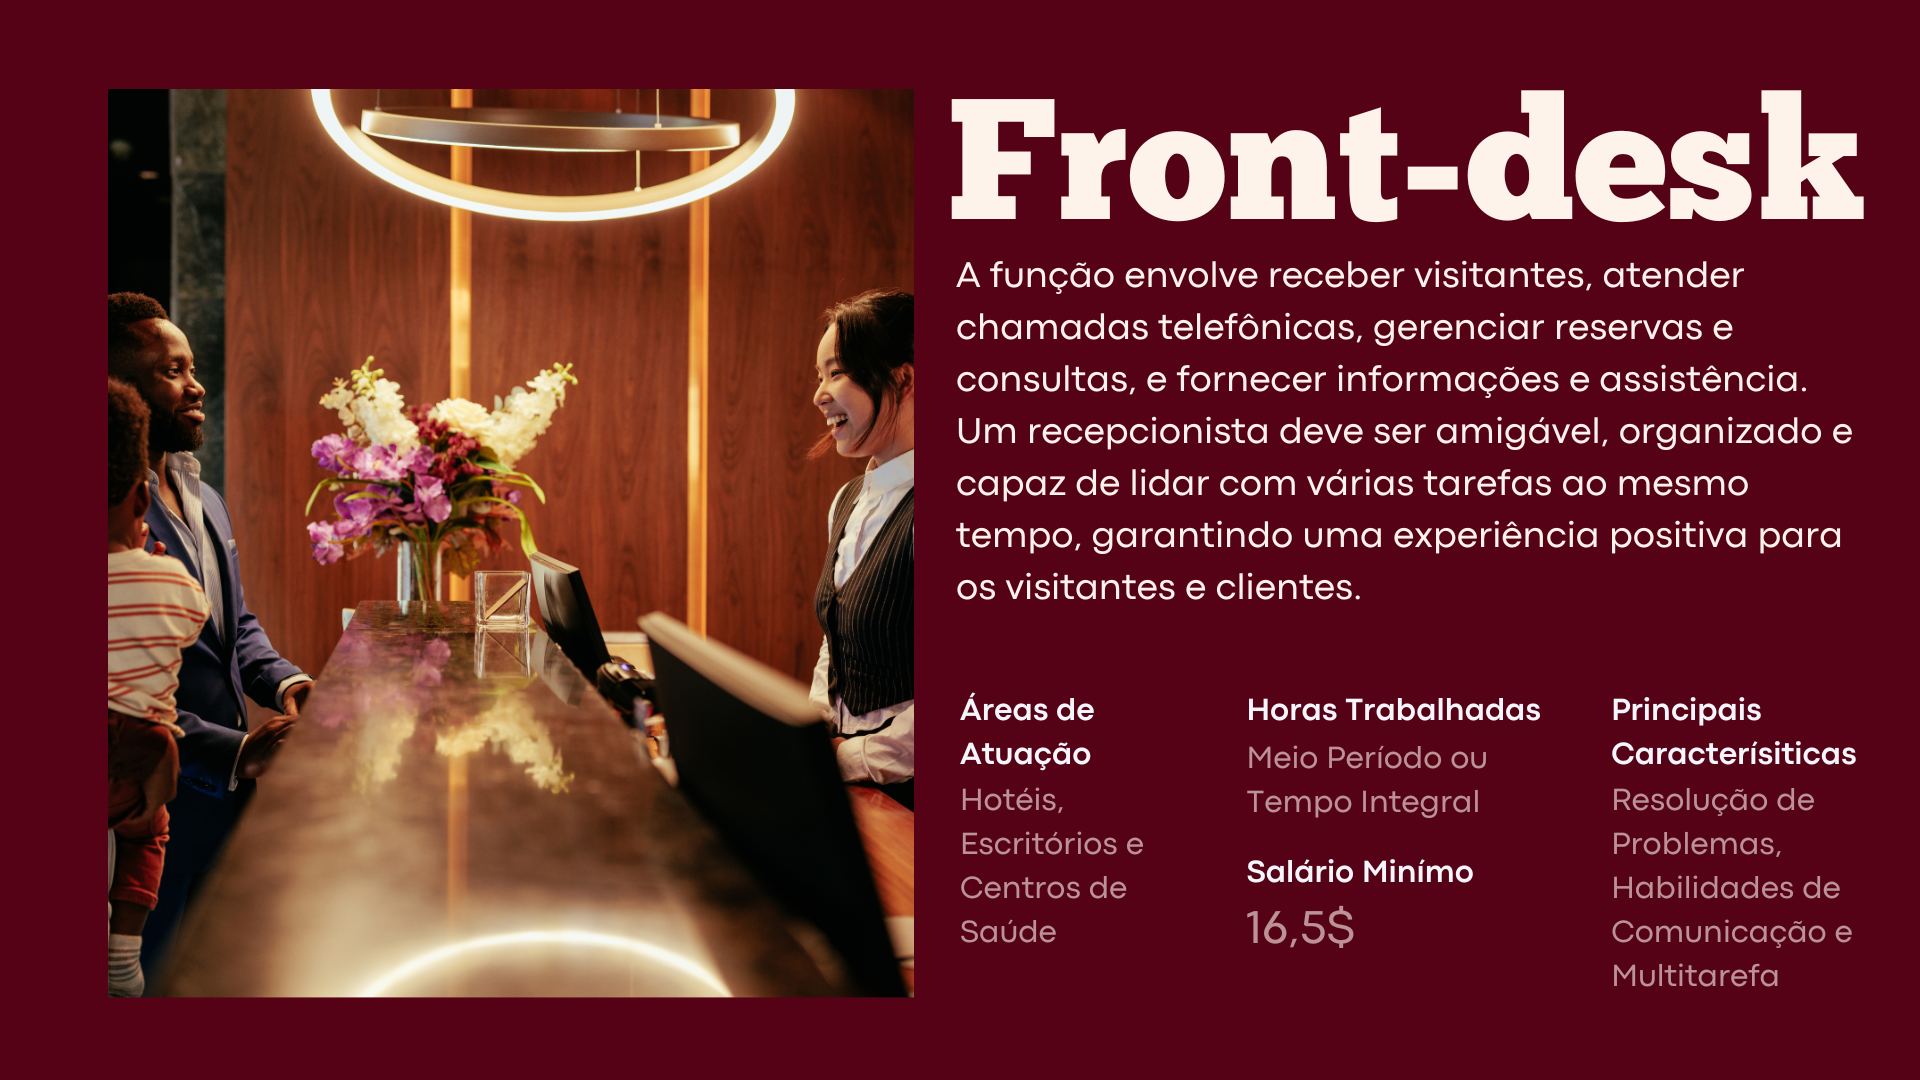 Front-desk
A função envolve receber visitantes, atender
chamadas telefônicas, gerenciar reservas e
consultas, e fornecer informações e assistência.
Um recepcionista deve ser amigável, organizado e
capaz de lidar com várias tarefas ao mesmo
tempo, garantindo uma experiência positiva para
os visitantes e clientes.
Áreas de
Atuação
Hotéis,
Escritórios e
Centros de
Saúde
Horas Trabalhadas
Meio Período ou
Tempo Integral
Salário Minímo
16,5$
Principais
Caracterísiticas
Resolução de
Problemas,
Habilidades de
Comunicação e
Multitarefa